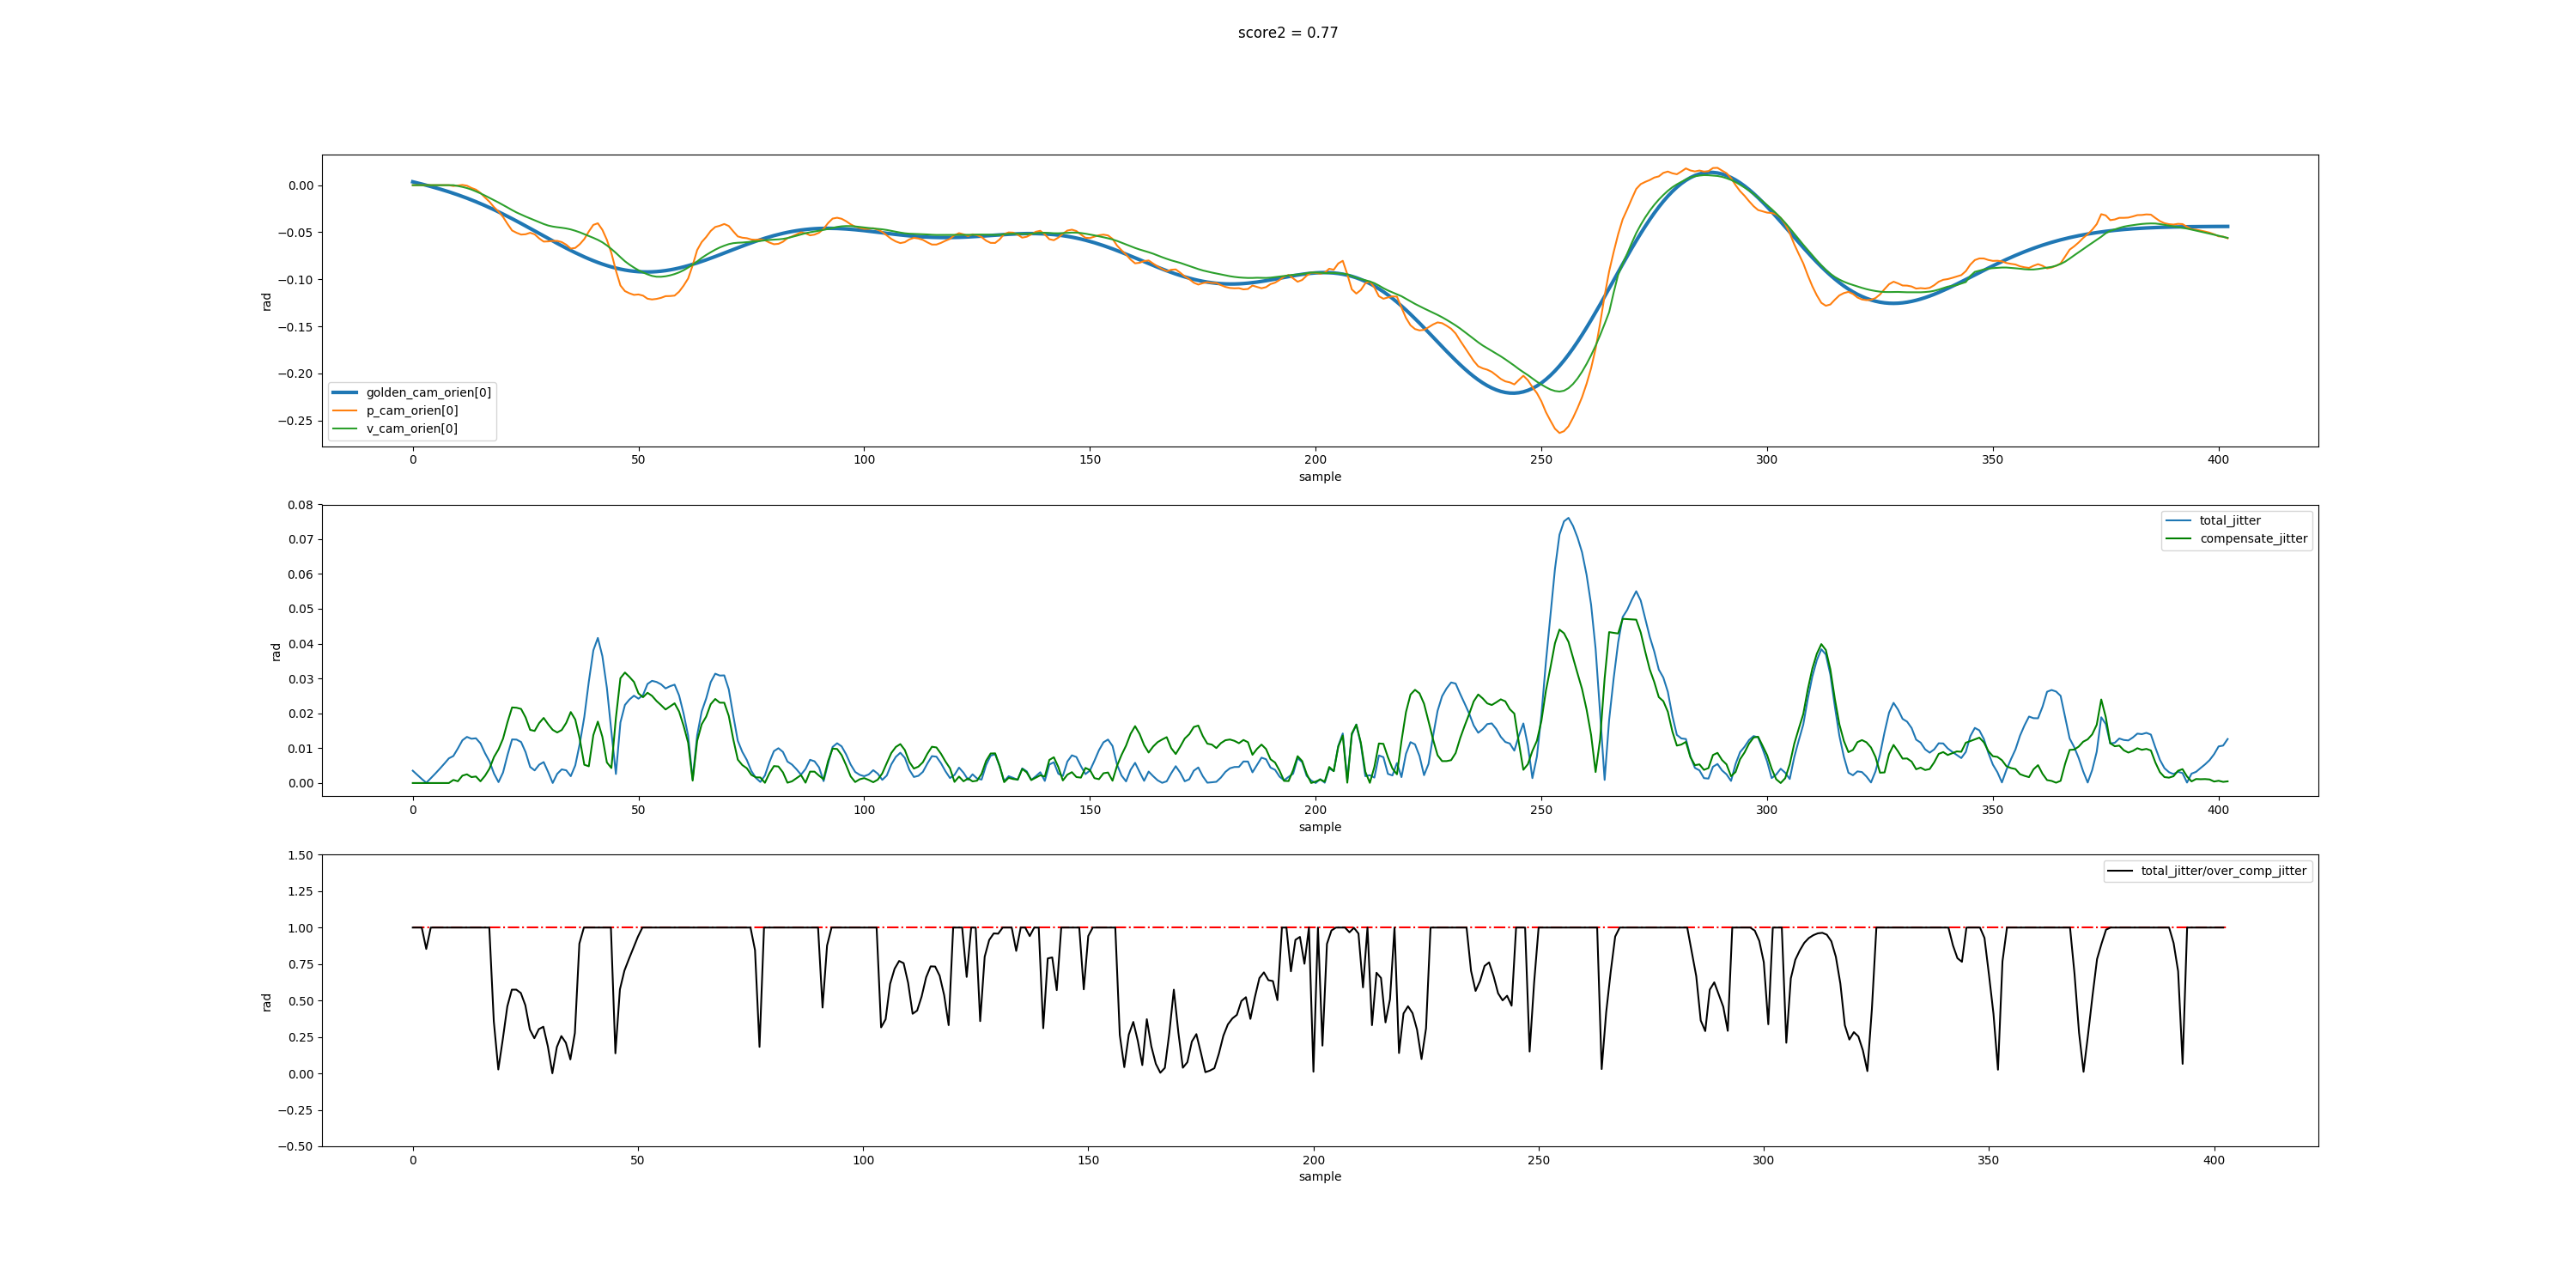 score2 = 0.77
0.00
−0.05
−0.10
−0.15
−0.20
−0.25
rad
golden_cam_orien[0]
p_cam_orien[0]
v_cam_orien[0]
0 50 100 150 200 250 300 350 400
sample
0.08
0.07
0.06
0.05
0.04
0.03
0.02
0.01
0.00
rad
total_jitter
compensate_jitter
0 50 100 150 200 250 300 350 400
sample
1.50
1.25
1.00
0.75
0.50
0.25
0.00
−0.25
−0.50
rad
total_jitter/over_comp_jitter
0 50 100 150 200 250 300 350 400
sample